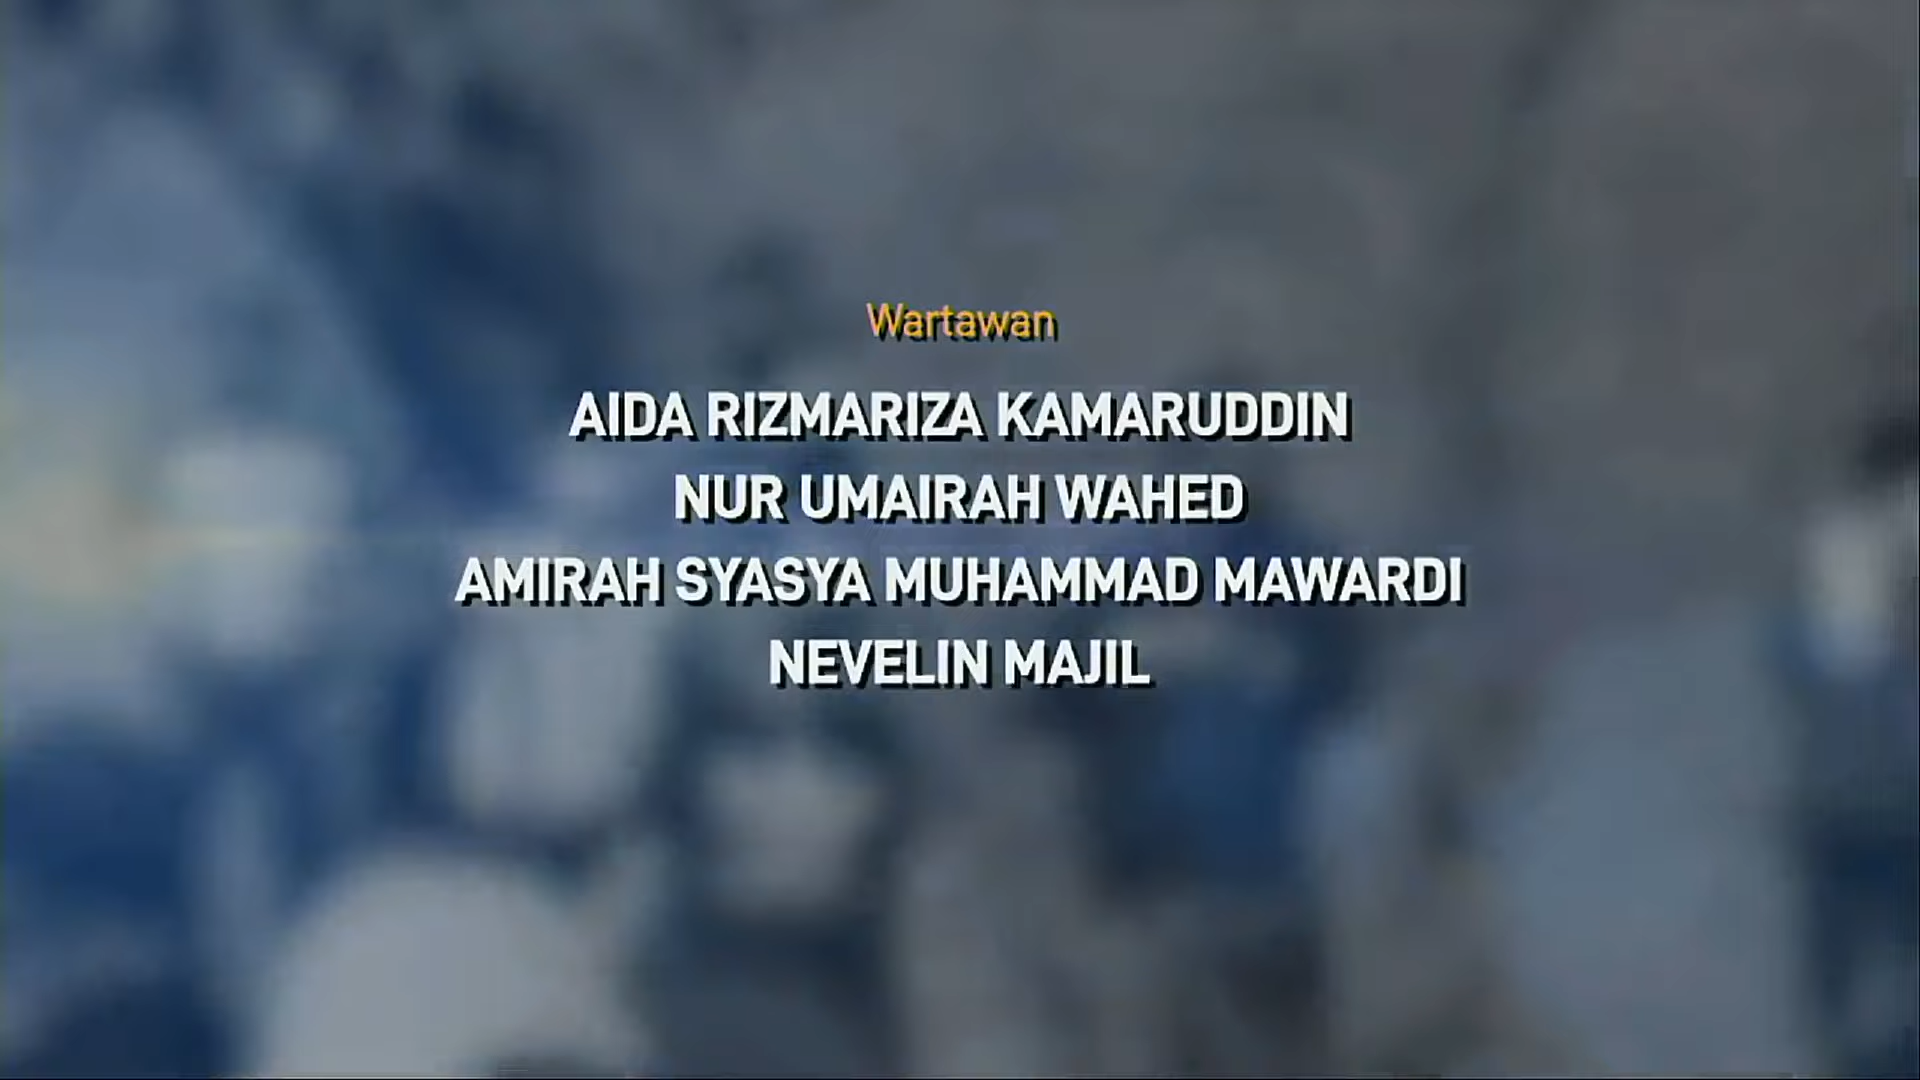 Wartawan
AIDA RIZMARIZA KAMARUDDIN
NUR UMAIRAH WAHED
AMIRAH SYASYA MUHAMMAD MAWARDI
NEVELIN MAJIL